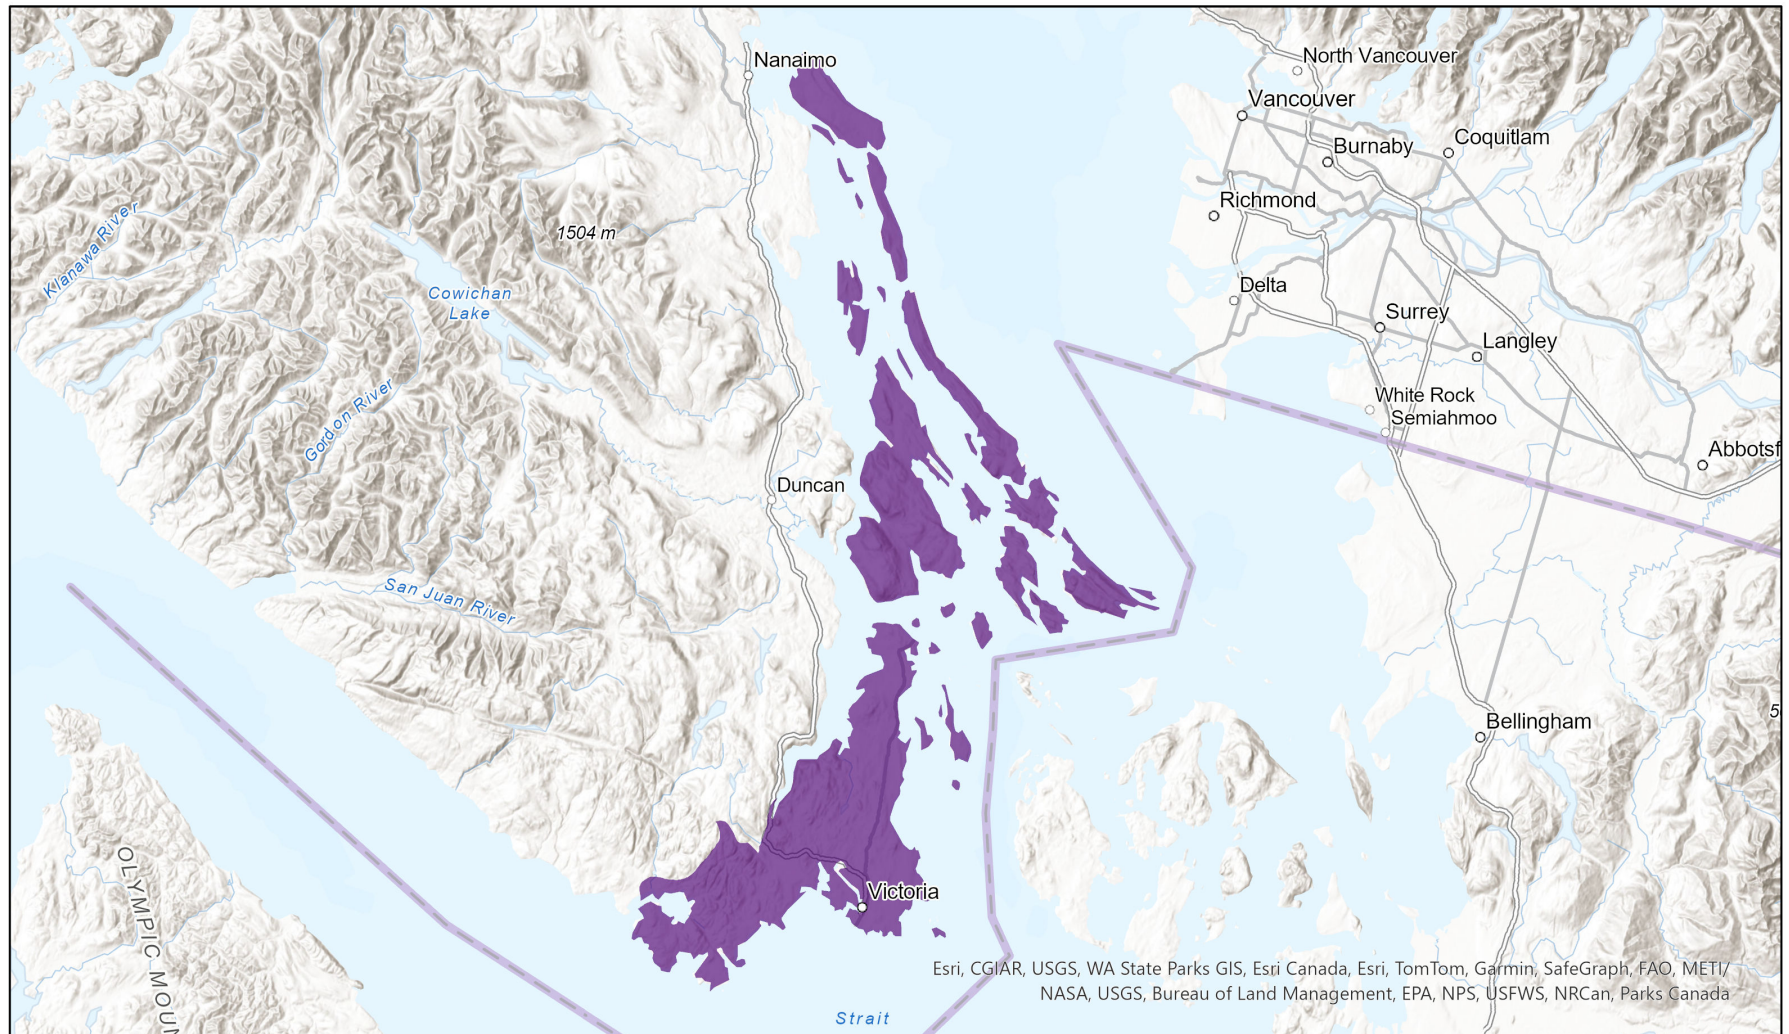 Nanaimo
North Vancouver
Vancouver
Coquitlam
Burnaby
Richmond
Klanawa River
1504 m
Cowichan
Lake
Delta
Surrey
Langley
Gordon River
White Rock
Semiahmoo
Abbotsf
Duncan
San Juan River
5
Bellingham
OLYMPIC MOUN
Victoria
Esri, CGIAR, USGS, WA State Parks GIS, Esri Canada, Esri, TomTom, Garmin, SafeGraph, FAO, METI/
NASA, USGS, Bureau of Land Management, EPA, NPS, USFWS, NRCan, Parks Canada
Strait